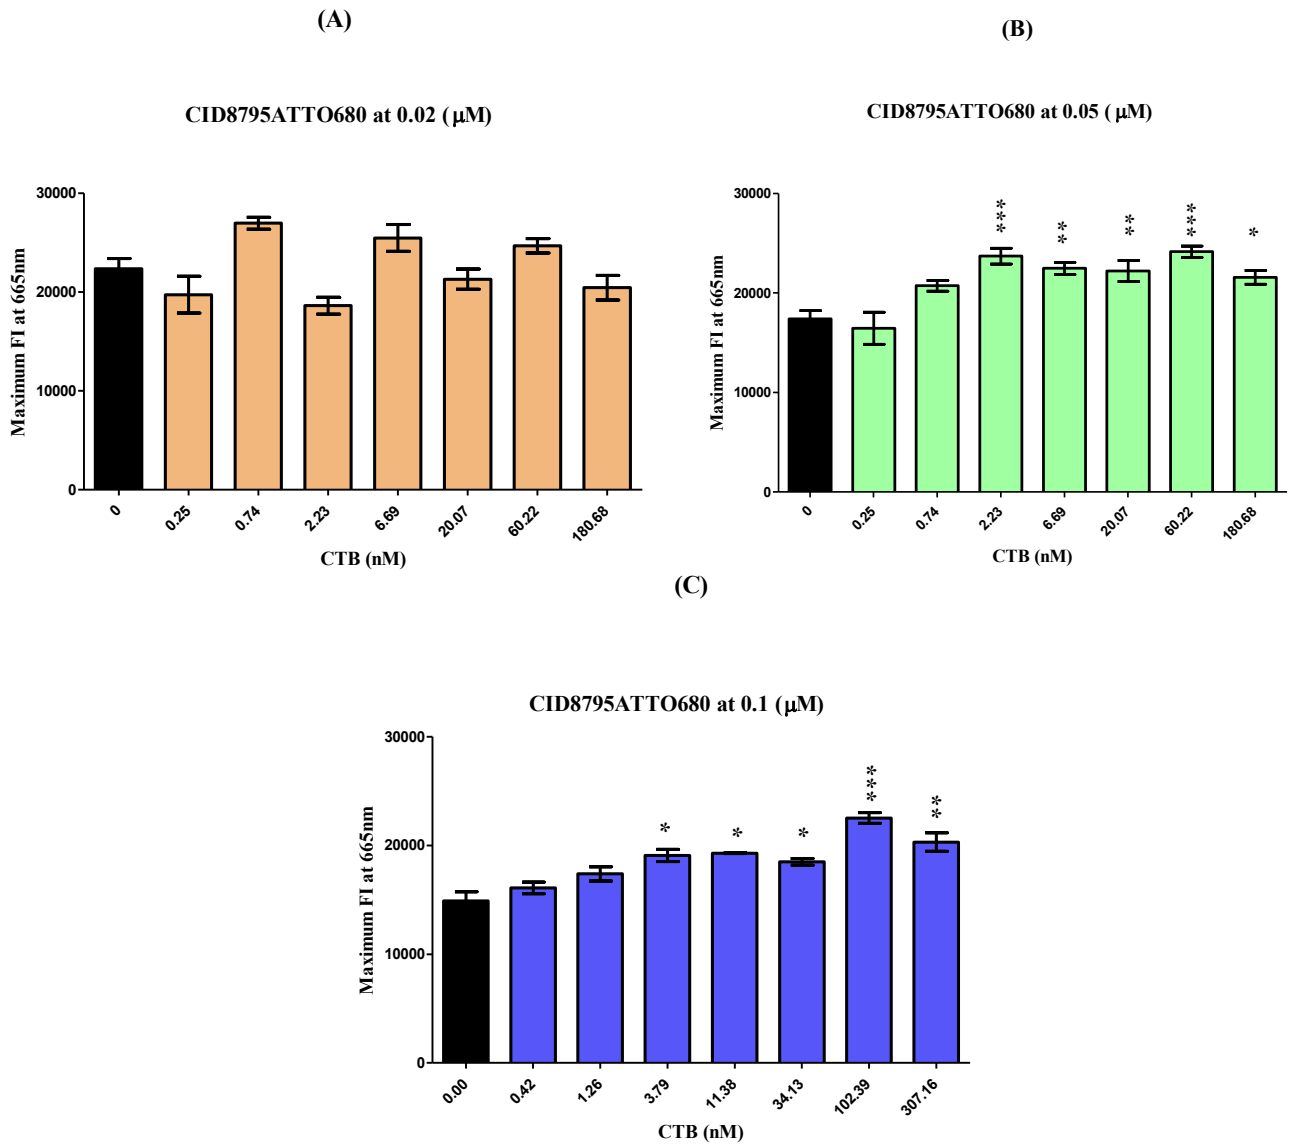 (A)
CID8795ATTO680 at 0.02 (μM)
Maximum FI at 665nm
30000
20000
10000
0
0 0.25 0.74 2.23 6.69 20.07 60.22 180.68
CTB (nM)
(B)
CID8795ATTO680 at 0.05 (μM)
Maximum FI at 665nm
30000
20000
10000
0
*** ** ** *** *
0 0.25 0.74 2.23 6.69 20.07 60.22 180.68
CTB (nM)
(C)
CID8795ATTO680 at 0.1 (μM)
Maximum FI at 665nm
30000
20000
10000
0
* * * *** **
0.00 0.42 1.26 3.79 11.38 34.13 102.39 307.16
CTB (nM)